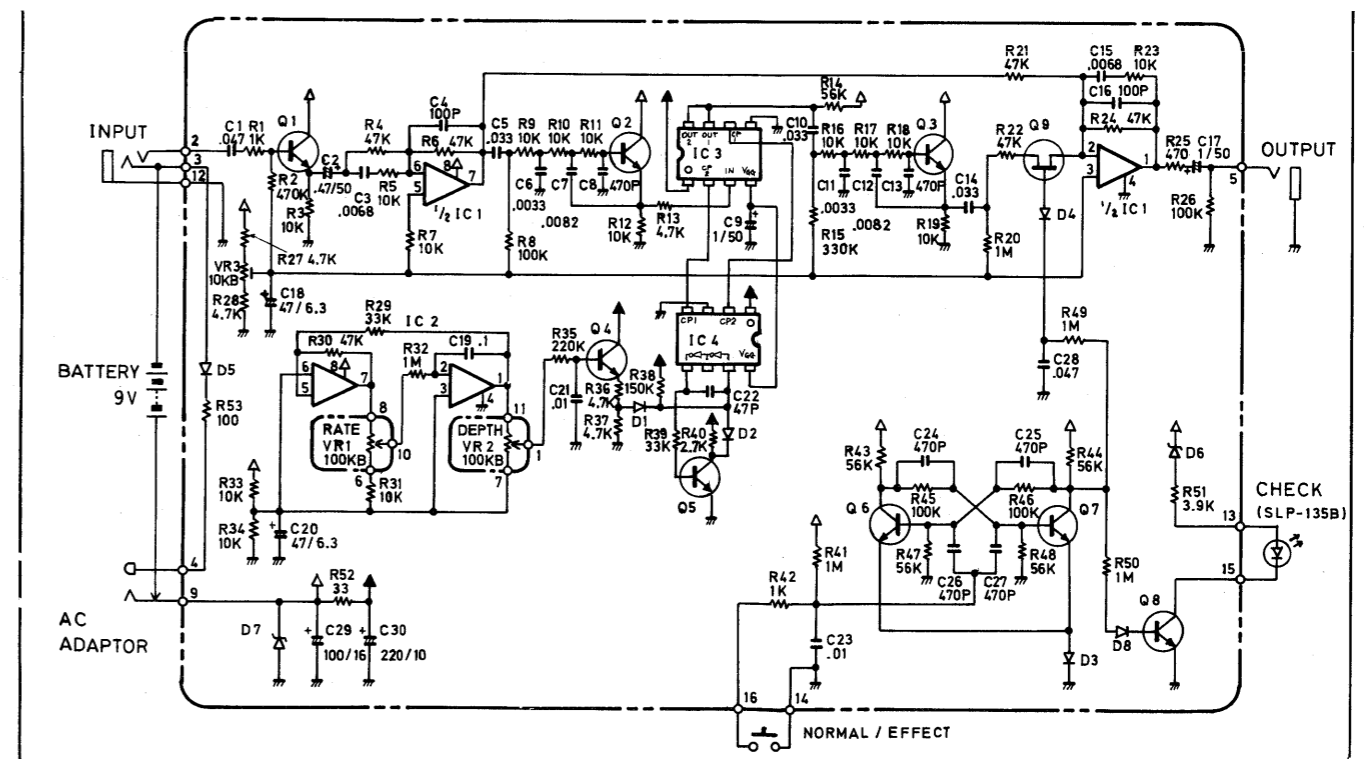 R21
47K
C15
.0068
R23
10K
C16
100P
R24
47K
R14
56K
C4
100P
Q1
Q2
Q3
Q9
INPUT
2
3
12
C1
.047
R1
1K
R4
47K
R6
47K
C5
.033
R9
10K
R10
10K
R11
10K
OUT
2
OUT
1
CP
1
IC 3
CP
2
IN
VGG
C10
.033
R16
10K
R17
10K
R18
10K
R22
47K
R25
470
C17
1/50
OUTPUT
5
C2
.47/50
6
5
8
7
2
3
1
4
½ IC1
½ IC1
R2
470K
R3
10K
C3
.0068
R5
10K
R7
10K
R8
100K
C6
.0033
C7
.0082
C8
470P
R12
10K
R13
4.7K
C9
1/50
C11
.0033
C12
.0082
C13
470P
R15
330K
R19
10K
C14
.033
R20
1M
D4
R26
100K
R27 4.7K
VR3
10KB
R28
4.7K
C18
47/6.3
R29
33K
IC2
R30
47K
R32
1M
C19 .1
R35
220K
Q4
CP1
CP2
IC4
VGG
R49
1M
C28
.047
BATTERY
9V
D5
R53
100
6
5
8
7
2
3
1
4
8
11
RATE
VR1
100KB
10
DEPTH
VR2
100KB
1
6
7
R31
10K
C21
.01
R36
4.7K
R37
4.7K
R38
150K
D1
C22
47P
D2
R39
33K
R40
2.7K
Q5
R33
10K
R34
10K
C20
47/6.3
R43
56K
C24
470P
C25
470P
R44
56K
R45
100K
R46
100K
Q6
Q7
R47
56K
R48
56K
C26
470P
C27
470P
D6
R51
3.9K
CHECK
(SLP-135B)
13
15
R41
1M
R42
1K
R50
1M
Q8
D8
D3
C23
.01
4
9
R52
33
AC
ADAPTOR
D7
C29
100/16
C30
220/10
16
14
NORMAL / EFFECT